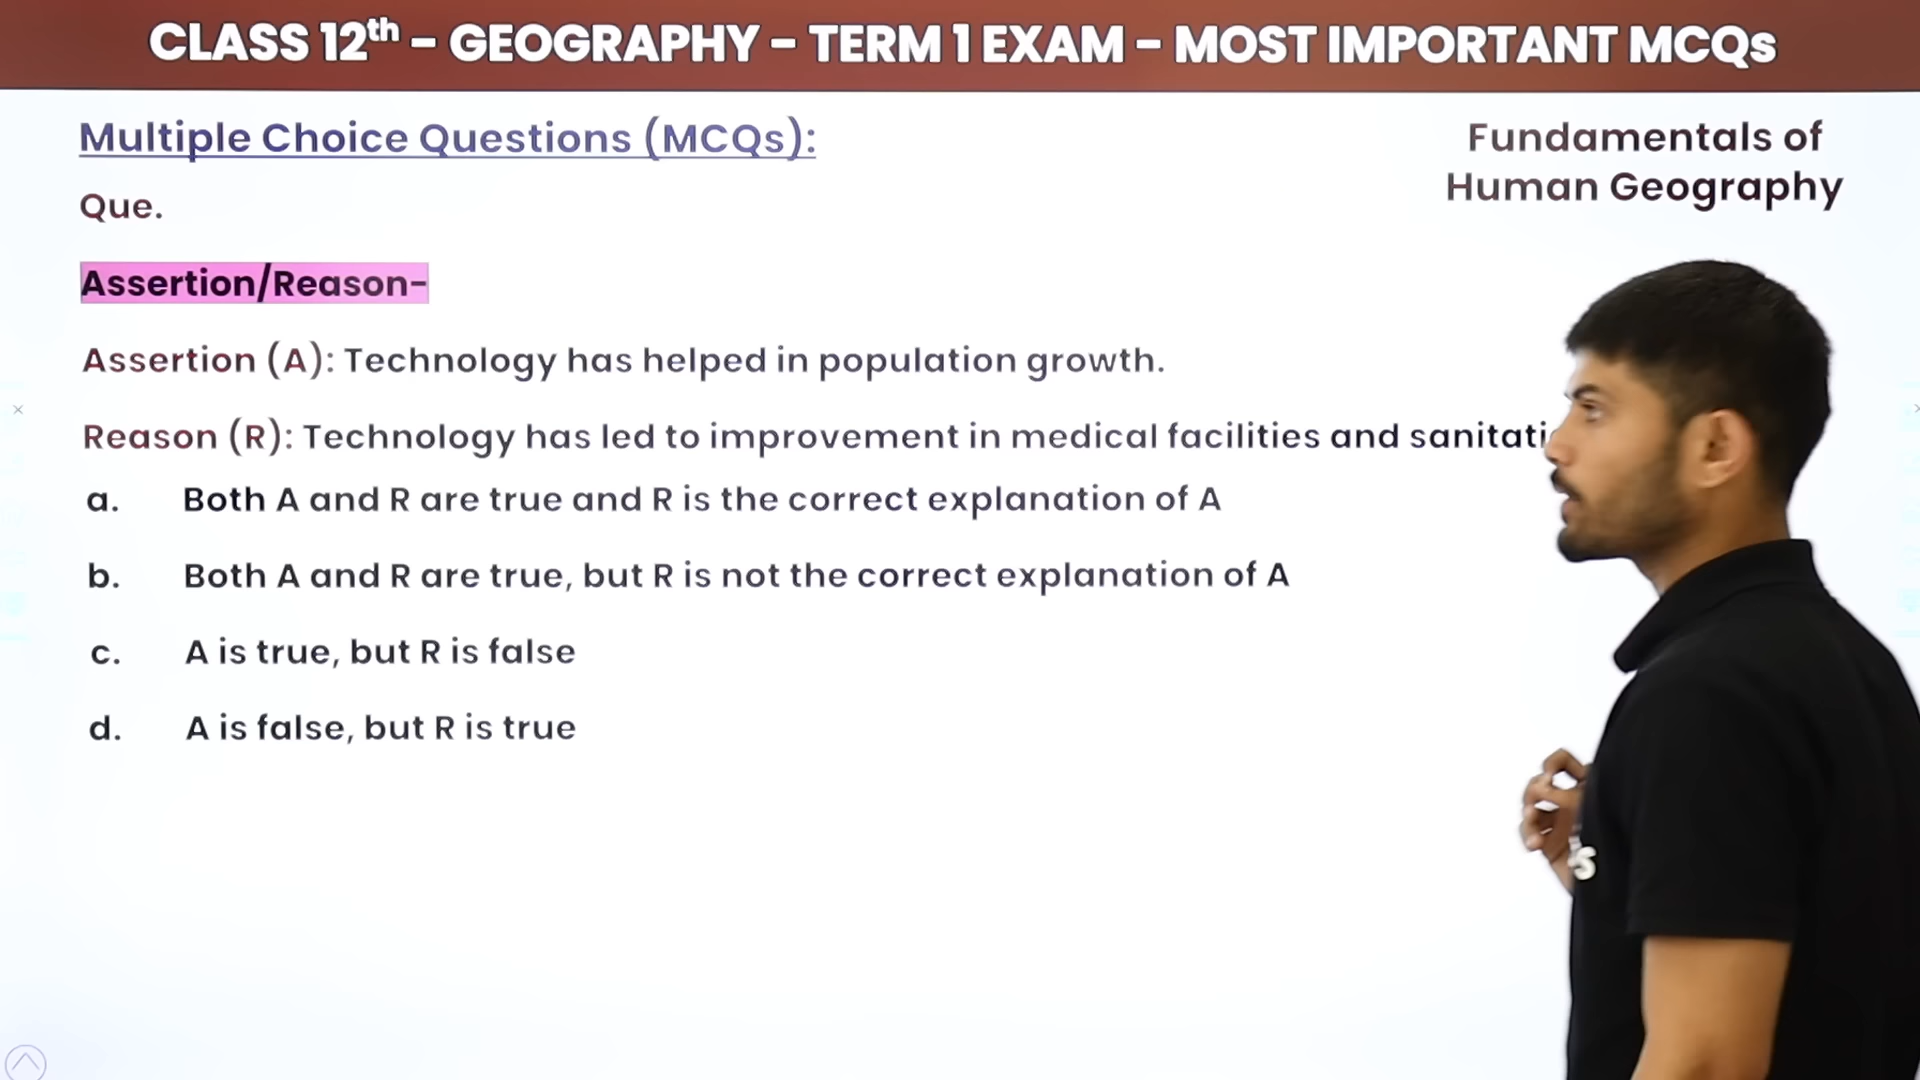 CLASS 12th – GEOGRAPHY – TERM 1 EXAM – MOST IMPORTANT MCQs
Multiple Choice Questions (MCQs):
Fundamentals of
Human Geography
Que.
Assertion/Reason-
Assertion (A): Technology has helped in population growth.
Reason (R): Technology has led to improvement in medical facilities and
a. Both A and R are true and R is the correct explanation of A
b. Both A and R are true, but R is not the correct explanation of A
c. A is true, but R is false
d. A is false, but R is true